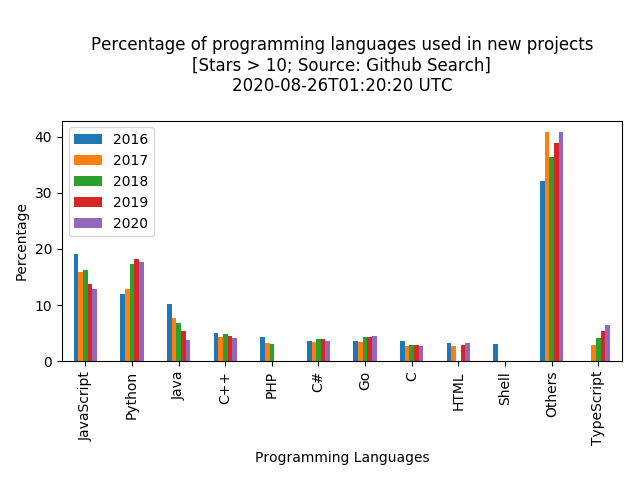 Percentage of programming languages used in new projects
[Stars > 10; Source: Github Search]
2020-08-26T01:20:20 UTC
2016
2017
2018
2019
2020
Percentage
40
30
20
10
0
JavaScript
Python
Java
C++
PHP
C#
Go
C
HTML
Shell
Others
TypeScript
Programming Languages